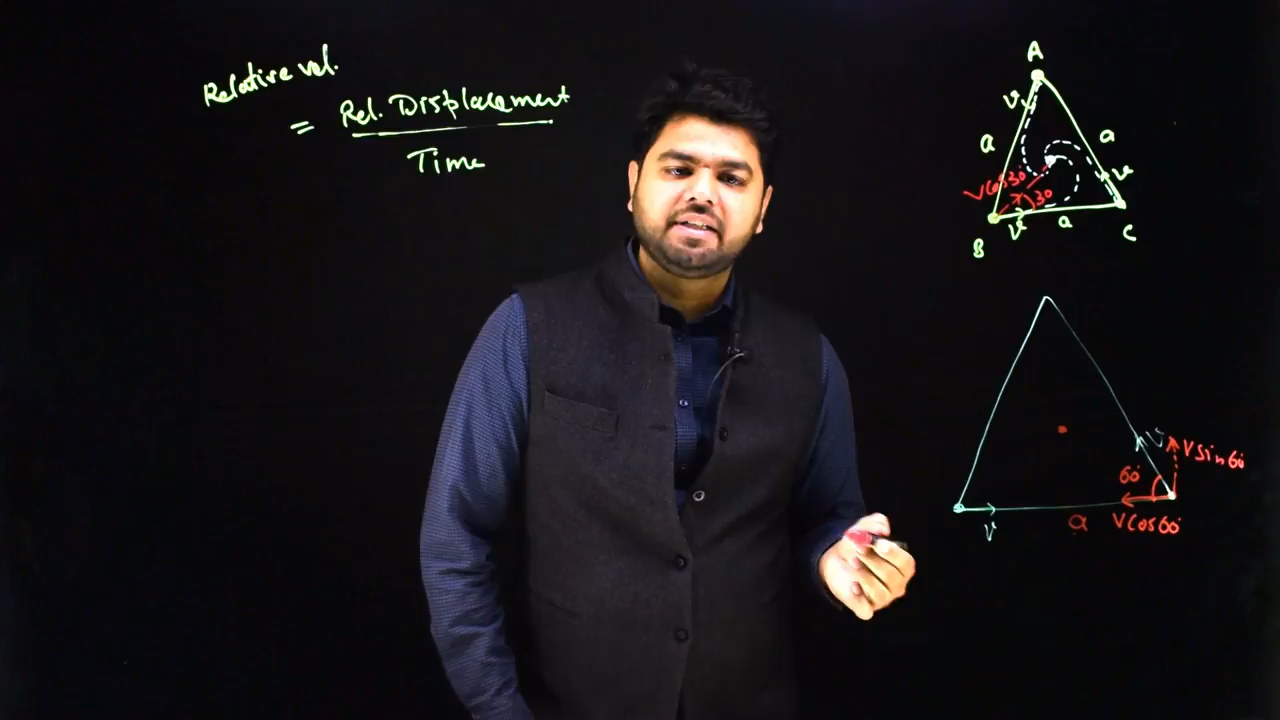 Relative vel.
= Rel. Displacement
Time
A
v
a
a
Vcos30°
30
v
B
v
a
C
v
Vsin60°
60°
v
a
Vcos60°